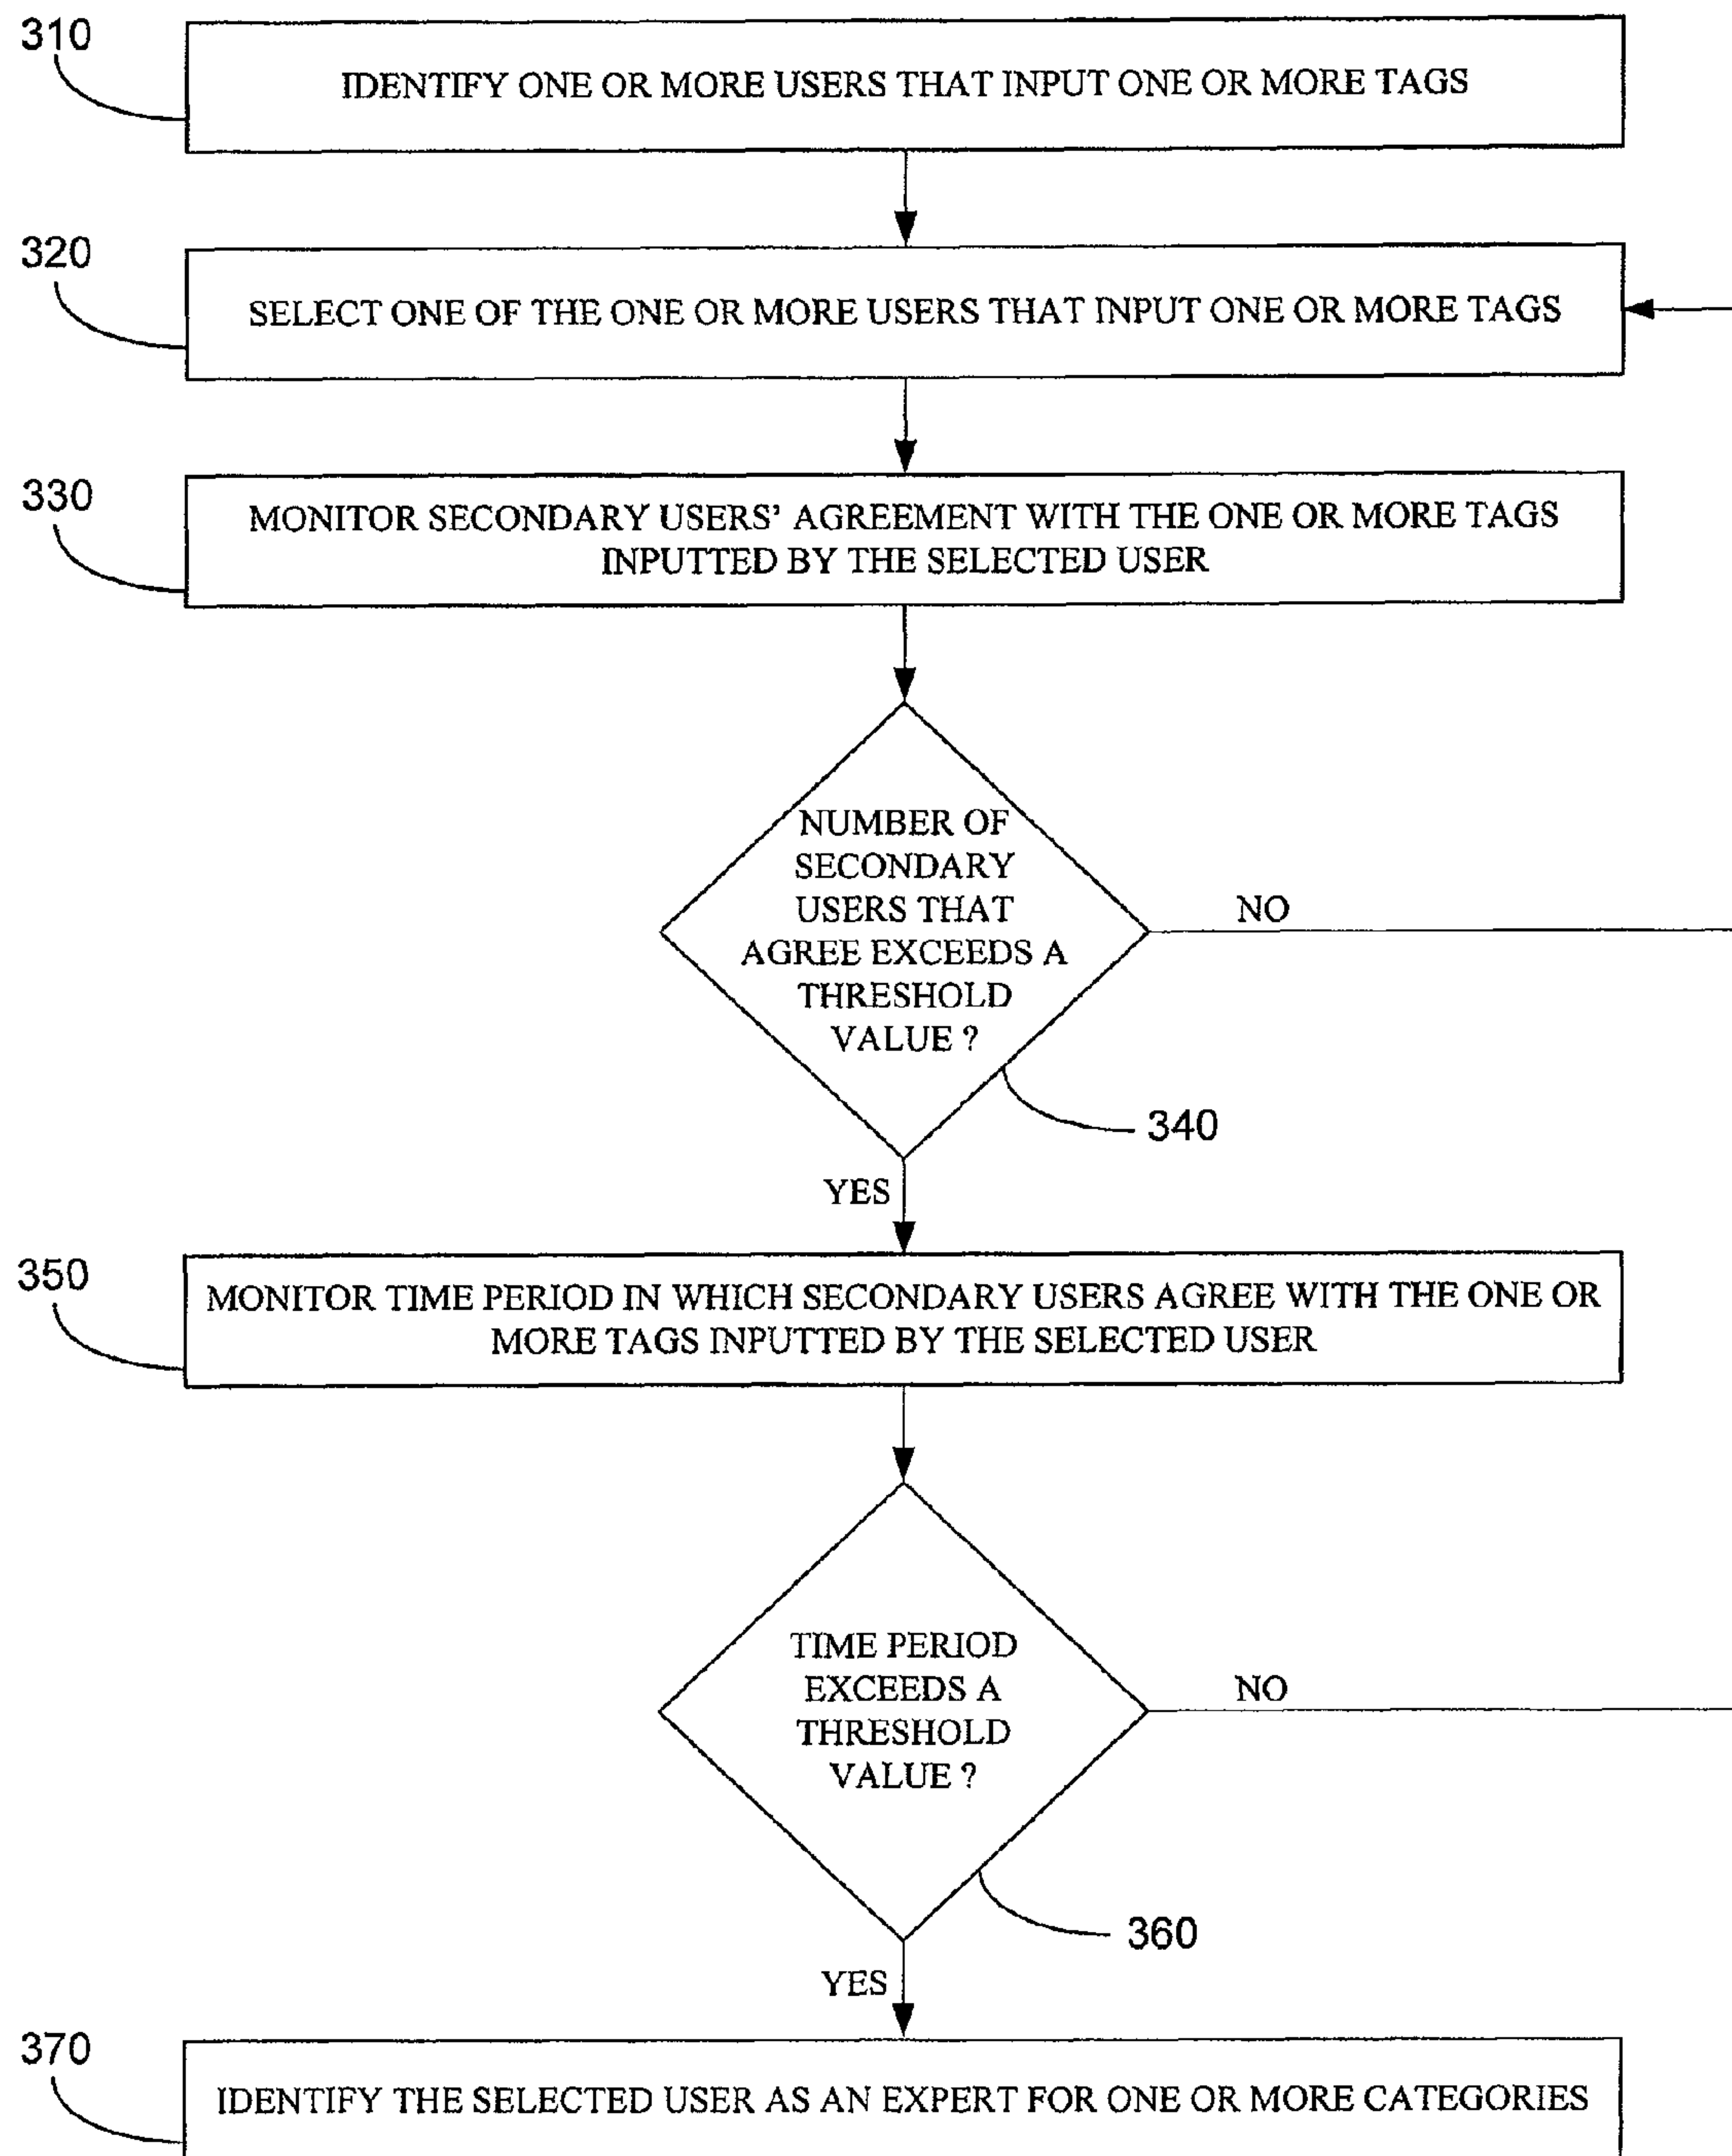 310
IDENTIFY ONE OR MORE USERS THAT INPUT ONE OR MORE TAGS
320
SELECT ONE OF THE ONE OR MORE USERS THAT INPUT ONE OR MORE TAGS
330
MONITOR SECONDARY USERS' AGREEMENT WITH THE ONE OR MORE TAGS
INPUTTED BY THE SELECTED USER
NUMBER OF
SECONDARY
USERS THAT
AGREE EXCEEDS A
THRESHOLD
VALUE ?
NO
340
YES
350
MONITOR TIME PERIOD IN WHICH SECONDARY USERS AGREE WITH THE ONE OR
MORE TAGS INPUTTED BY THE SELECTED USER
TIME PERIOD
EXCEEDS A
THRESHOLD
VALUE ?
NO
360
YES
370
IDENTIFY THE SELECTED USER AS AN EXPERT FOR ONE OR MORE CATEGORIES